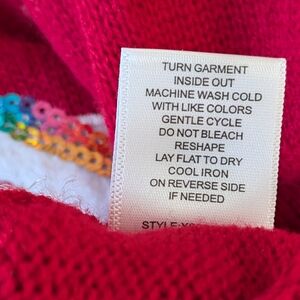 TURN GARMENT
INSIDE OUT
MACHINE WASH COLD
WITH LIKE COLORS
GENTLE CYCLE
DO NOT BLEACH
RESHAPE
LAY FLAT TO DRY
COOL IRON
ON REVERSE SIDE
IF NEEDED